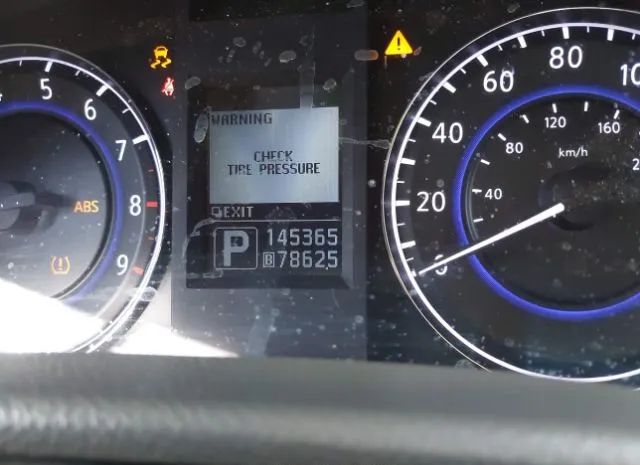 5
6
7
8
9
ABS
WARNING
CHECK
TIRE PRESSURE
EXIT
P 145365
B 78625
0
20
40
60
80
40
80
120
160
km/h